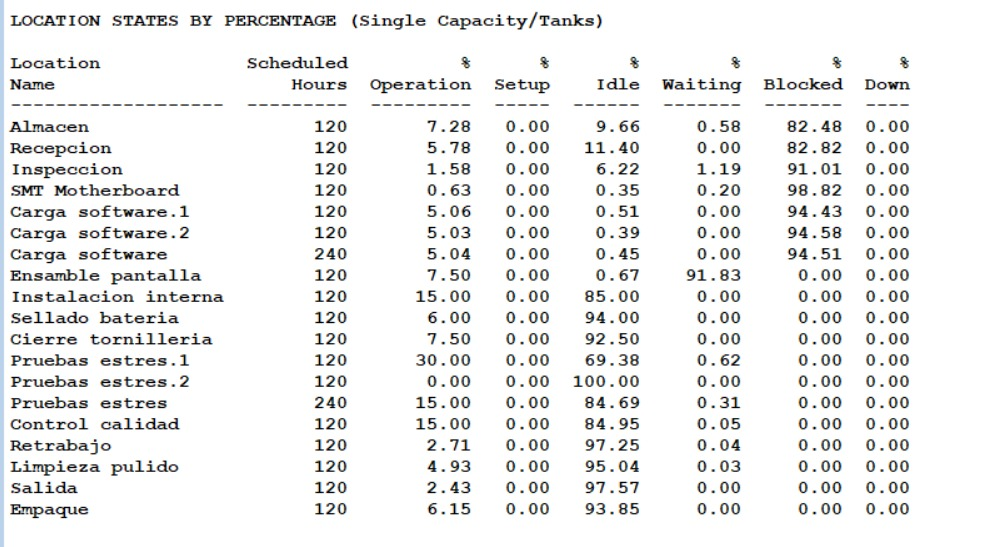 LOCATION STATES BY PERCENTAGE (Single Capacity/Tanks)
Location Scheduled % % % % % %
Name Hours Operation Setup Idle Waiting Blocked Down
-------------------- --------- --------- ----- ------ ------- ------- ----
Almacen 120 7.28 0.00 9.66 0.58 82.48 0.00
Recepcion 120 5.78 0.00 11.40 0.00 82.82 0.00
Inspeccion 120 1.58 0.00 6.22 1.19 91.01 0.00
SMT Motherboard 120 0.63 0.00 0.35 0.20 98.82 0.00
Carga software.1 120 5.06 0.00 0.51 0.00 94.43 0.00
Carga software.2 120 5.03 0.00 0.39 0.00 94.58 0.00
Carga software 240 5.04 0.00 0.45 0.00 94.51 0.00
Ensamble pantalla 120 7.50 0.00 0.67 91.83 0.00 0.00
Instalacion interna 120 15.00 0.00 85.00 0.00 0.00 0.00
Sellado bateria 120 6.00 0.00 94.00 0.00 0.00 0.00
Cierre tornilleria 120 7.50 0.00 92.50 0.00 0.00 0.00
Pruebas estres.1 120 30.00 0.00 69.38 0.62 0.00 0.00
Pruebas estres.2 120 0.00 0.00 100.00 0.00 0.00 0.00
Pruebas estres 240 15.00 0.00 84.69 0.31 0.00 0.00
Control calidad 120 15.00 0.00 84.95 0.05 0.00 0.00
Retrabajo 120 2.71 0.00 97.25 0.04 0.00 0.00
Limpieza pulido 120 4.93 0.00 95.04 0.03 0.00 0.00
Salida 120 2.43 0.00 97.57 0.00 0.00 0.00
Empaque 120 6.15 0.00 93.85 0.00 0.00 0.00